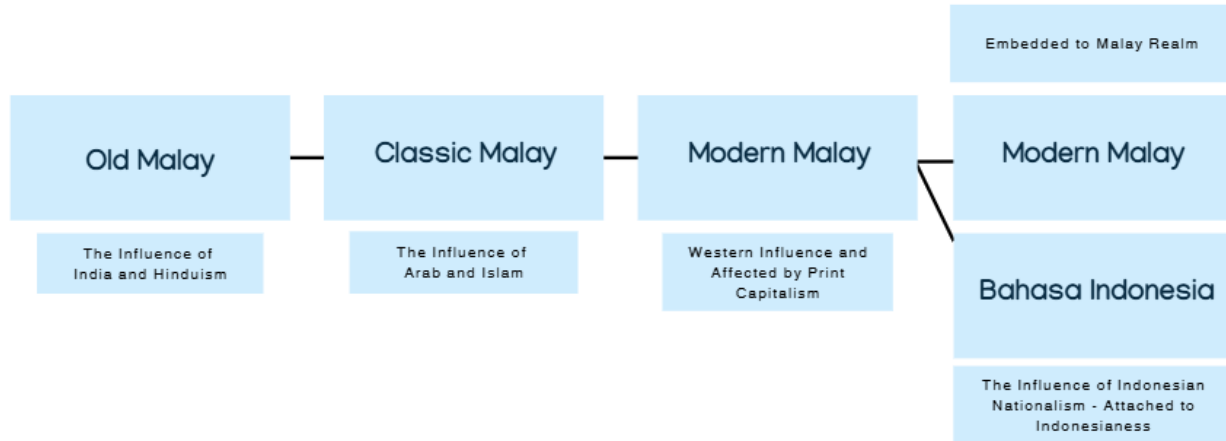 Embedded to Malay Realm
Old Malay
Classic Malay
Modern Malay
Modern Malay
The Influence of
India and Hinduism
The Influence of
Arab and Islam
Western Influence and
Affected by Print
Capitalism
Bahasa Indonesia
The Influence of Indonesian
Nationalism - Attached to
Indonesianess